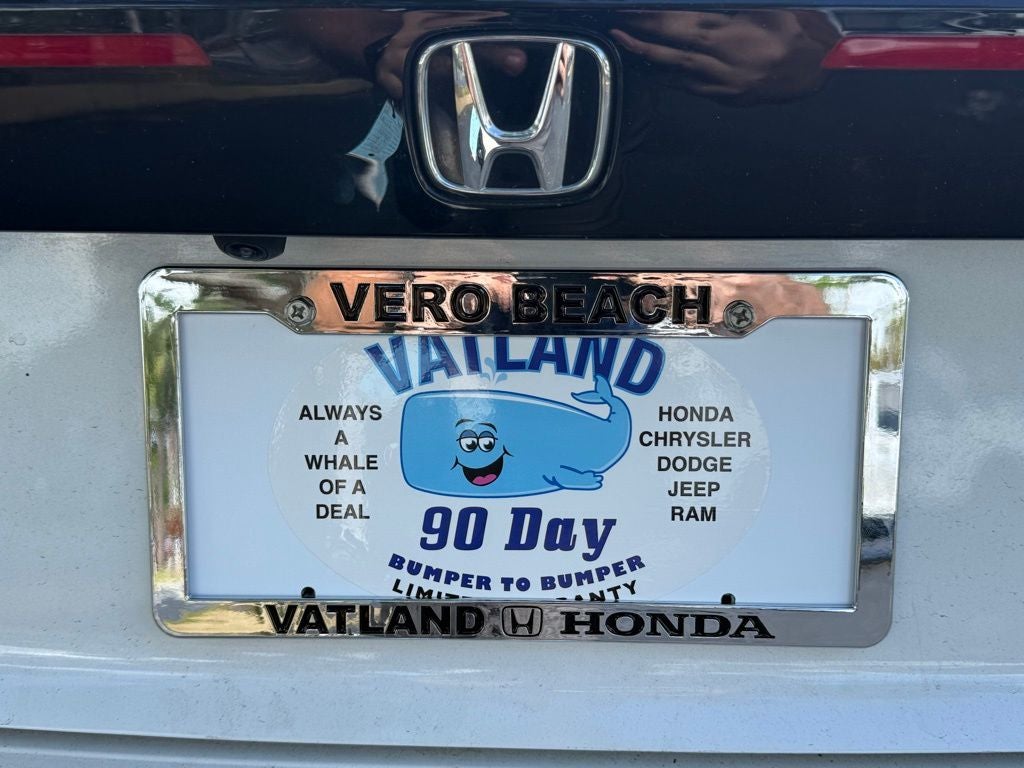 VERO BEACH
VATLAND
ALWAYS
A
WHALE
OF A
DEAL
HONDA
CHRYSLER
DODGE
JEEP
RAM
90 Day
BUMPER TO BUMPER
VATLAND HONDA